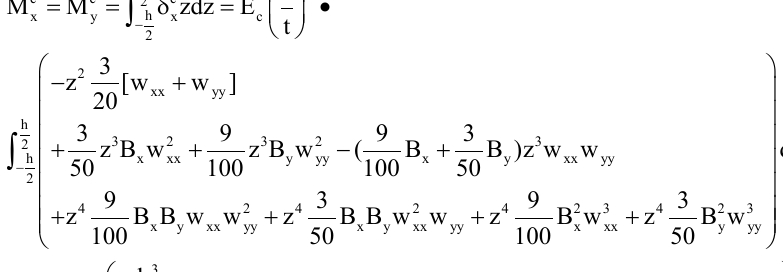 M_x^c = M_y^c = ∫_{-h/2}^{h/2} δ_x^c zdz = E_c ( — / t ) •
∫_{-h/2}^{h/2} ( −z² 3/20 [w_xx + w_yy]
+ 3/50 z³ B_x w_xx² + 9/100 z³ B_y w_yy² − ( 9/100 B_x + 3/50 B_y ) z³ w_xx w_yy
+ z⁴ 9/100 B_x B_y w_xx w_yy² + z⁴ 3/50 B_x B_y w_xx² w_yy + z⁴ 9/100 B_x² w_xx³ + z⁴ 3/50 B_y² w_yy³ )